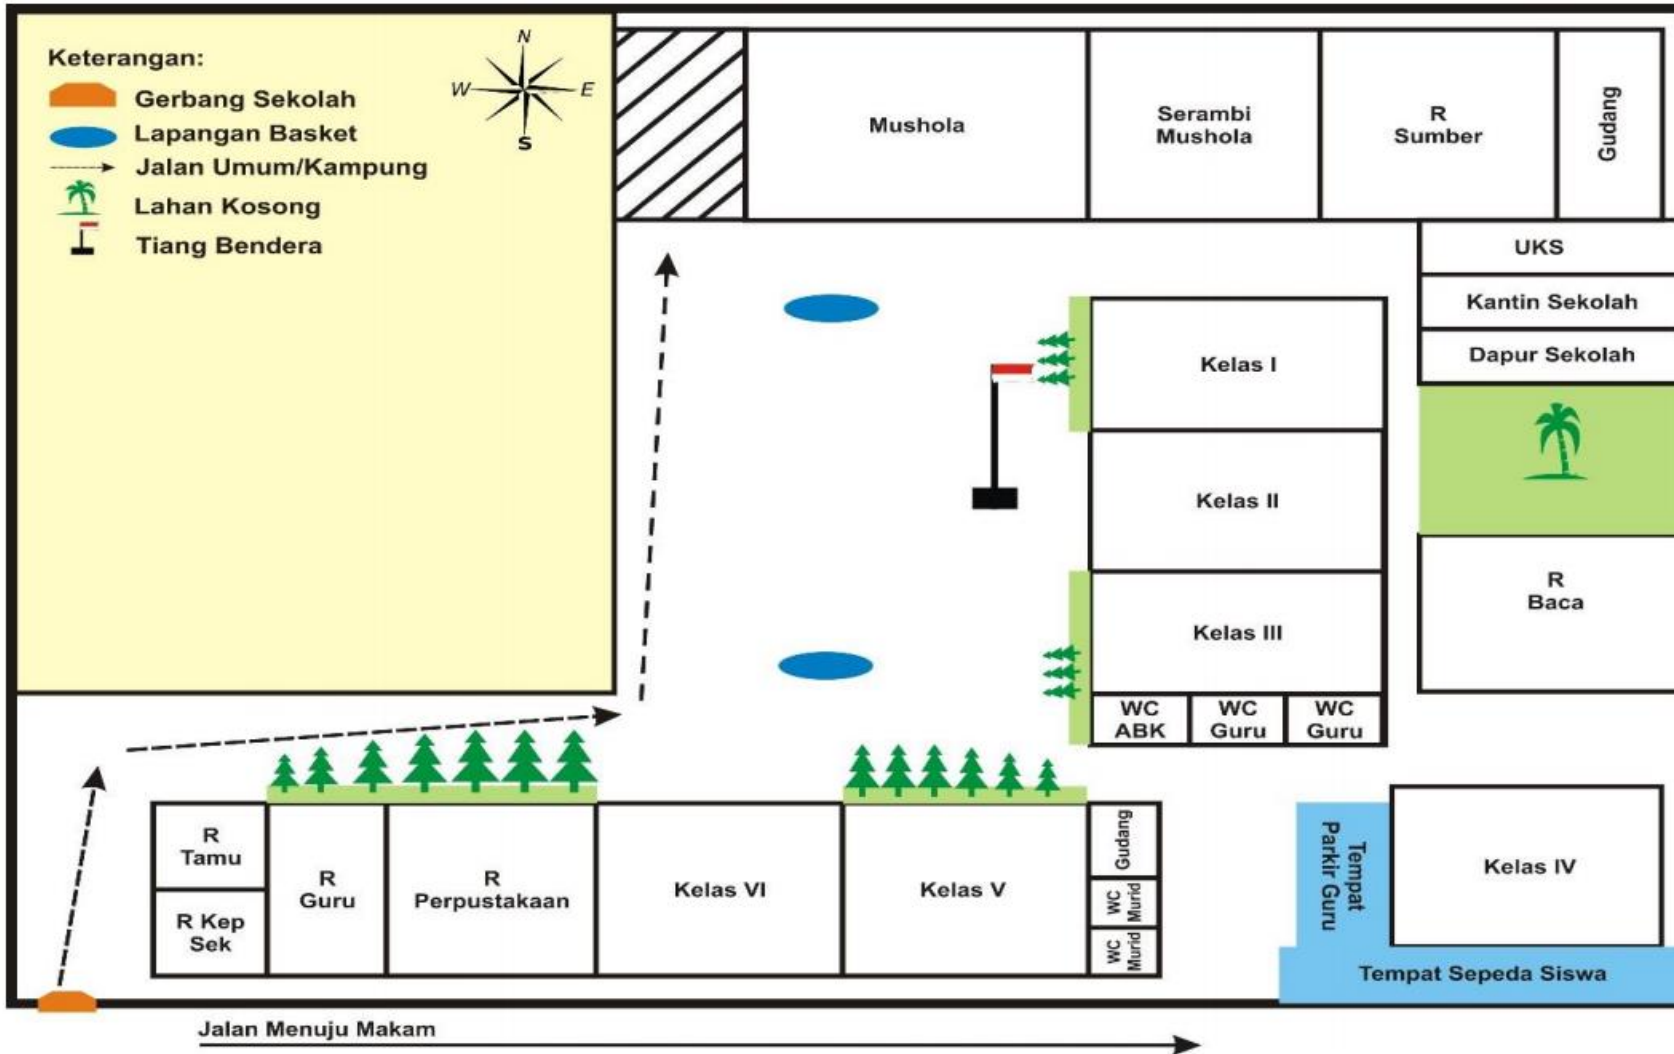 Keterangan:
Gerbang Sekolah
Lapangan Basket
Jalan Umum/Kampung
Lahan Kosong
Tiang Bendera
N
W
E
S
Mushola
Serambi
Mushola
R
Sumber
Gudang
UKS
Kantin Sekolah
Dapur Sekolah
Kelas I
Kelas II
Kelas III
R
Baca
WC
ABK
WC
Guru
WC
Guru
R
Tamu
R Kep
Sek
R
Guru
R
Perpustakaan
Kelas VI
Kelas V
Gudang
WC
Murid
WC
Murid
Tempat
Parkir Guru
Kelas IV
Tempat Sepeda Siswa
Jalan Menuju Makam